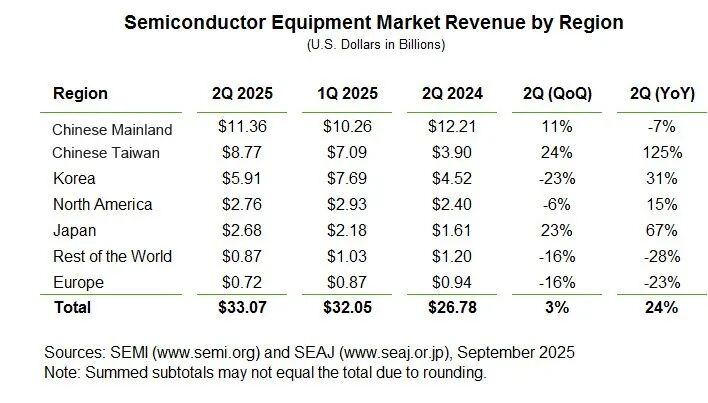 Semiconductor Equipment Market Revenue by Region
(U.S. Dollars in Billions)
Region 2Q 2025 1Q 2025 2Q 2024 2Q (QoQ) 2Q (YoY)
Chinese Mainland $11.36 $10.26 $12.21 11% -7%
Chinese Taiwan $8.77 $7.09 $3.90 24% 125%
Korea $5.91 $7.69 $4.52 -23% 31%
North America $2.76 $2.93 $2.40 -6% 15%
Japan $2.68 $2.18 $1.61 23% 67%
Rest of the World $0.87 $1.03 $1.20 -16% -28%
Europe $0.72 $0.87 $0.94 -16% -23%
Total $33.07 $32.05 $26.78 3% 24%
Sources: SEMI (www.semi.org) and SEAJ (www.seaj.or.jp), September 2025
Note: Summed subtotals may not equal the total due to rounding.